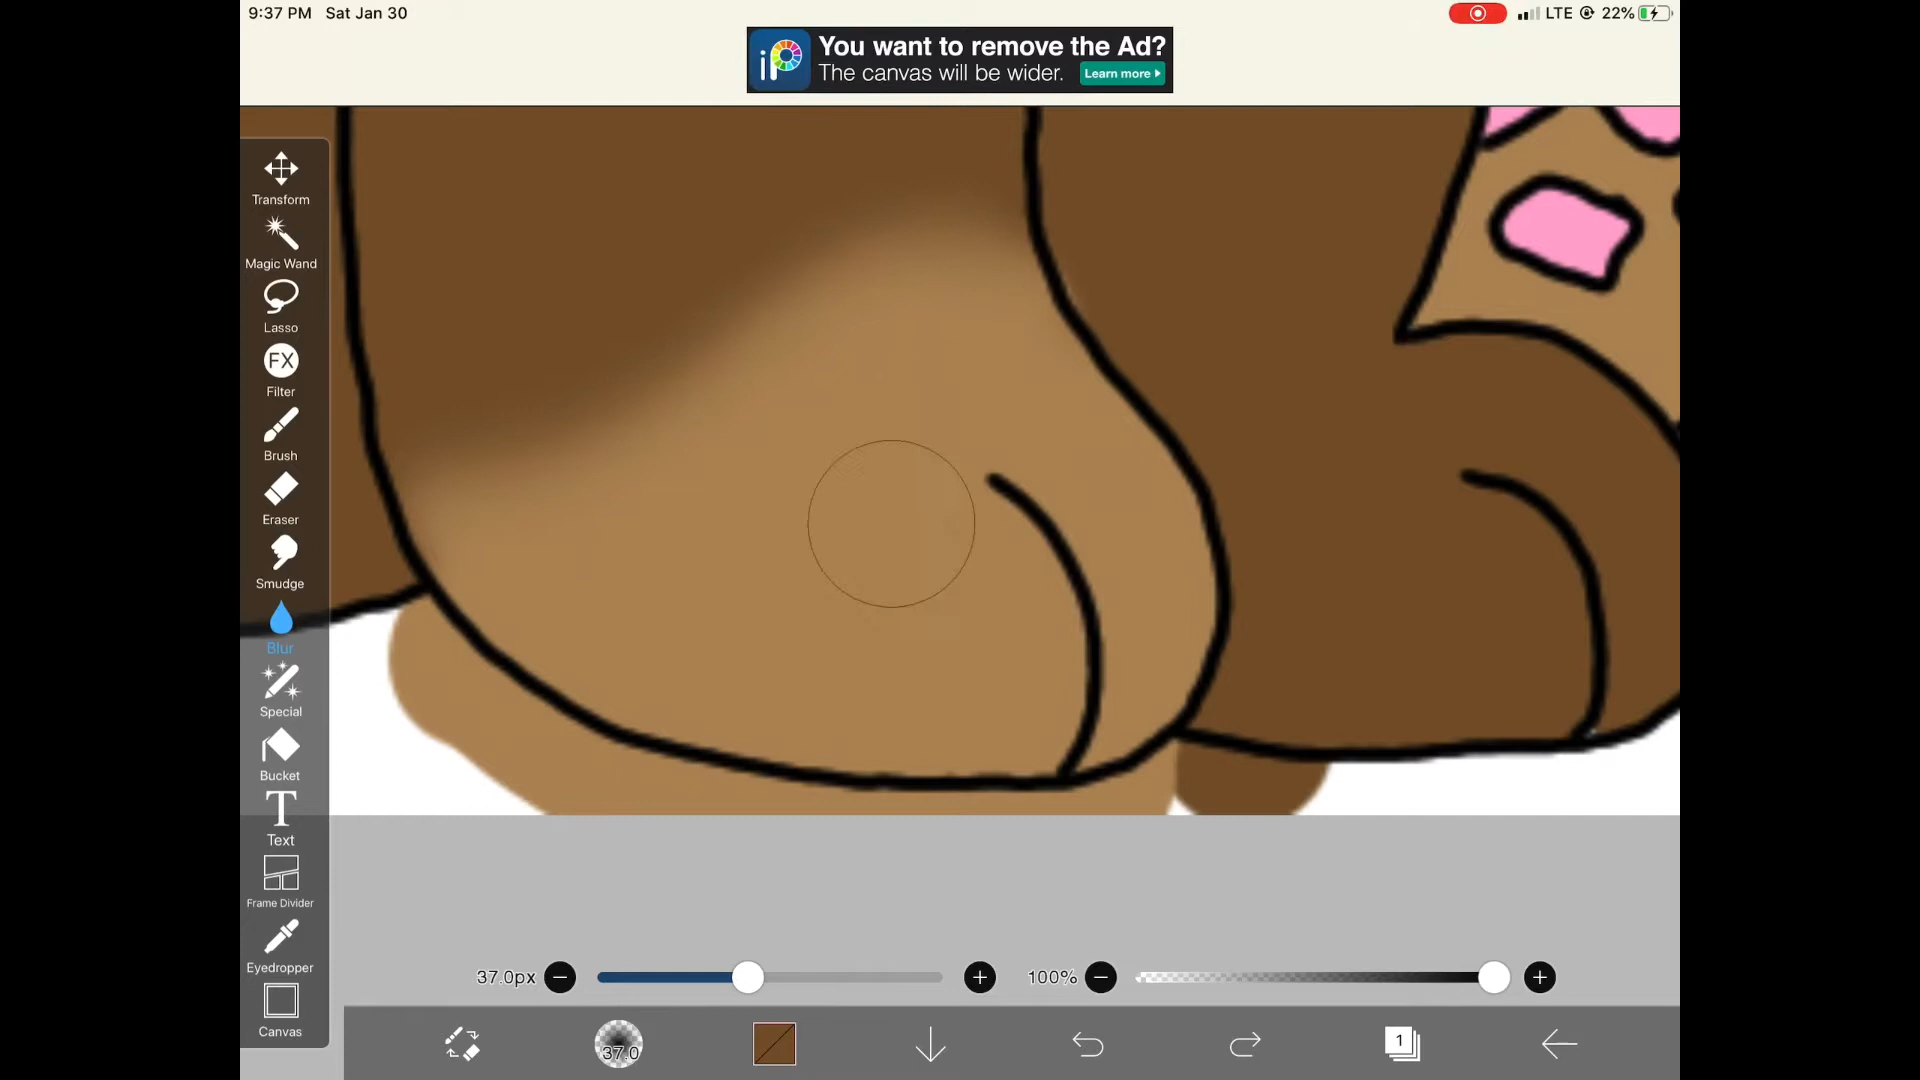 9:37 PM Sat Jan 30
LTE 22%
iP
You want to remove the Ad?
The canvas will be wider. Learn more
Transform
Magic Wand
Lasso
FX
Filter
Brush
Eraser
Smudge
Blur
Special
Bucket
T
Text
Frame Divider
Eyedropper
Canvas
37.0px
100%
37.0
1